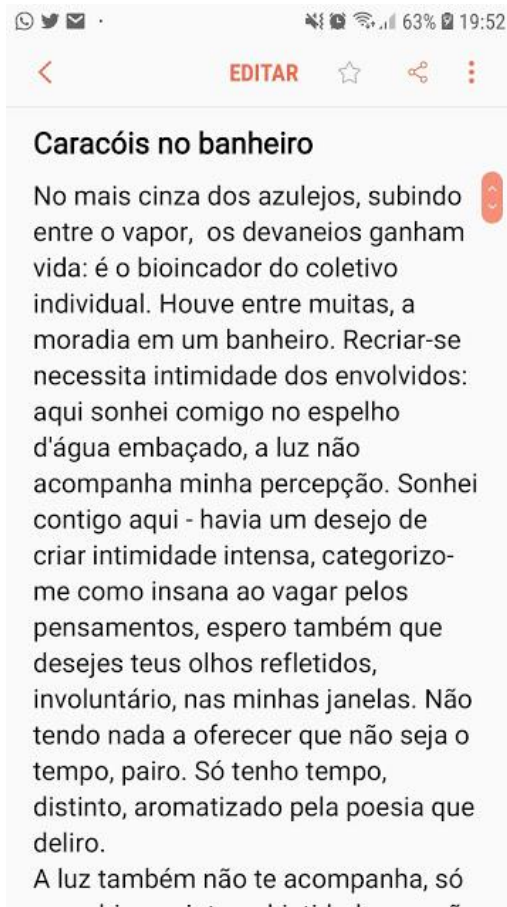 63% 19:52
EDITAR
Caracóis no banheiro
No mais cinza dos azulejos, subindo
entre o vapor, os devaneios ganham
vida: é o bioincador do coletivo
individual. Houve entre muitas, a
moradia em um banheiro. Recriar-se
necessita intimidade dos envolvidos:
aqui sonhei comigo no espelho
d'água embaçado, a luz não
acompanha minha percepção. Sonhei
contigo aqui - havia um desejo de
criar intimidade intensa, categorizo-
me como insana ao vagar pelos
pensamentos, espero também que
desejes teus olhos refletidos,
involuntário, nas minhas janelas. Não
tendo nada a oferecer que não seja o
tempo, pairo. Só tenho tempo,
distinto, aromatizado pela poesia que
deliro.
A luz também não te acompanha, só